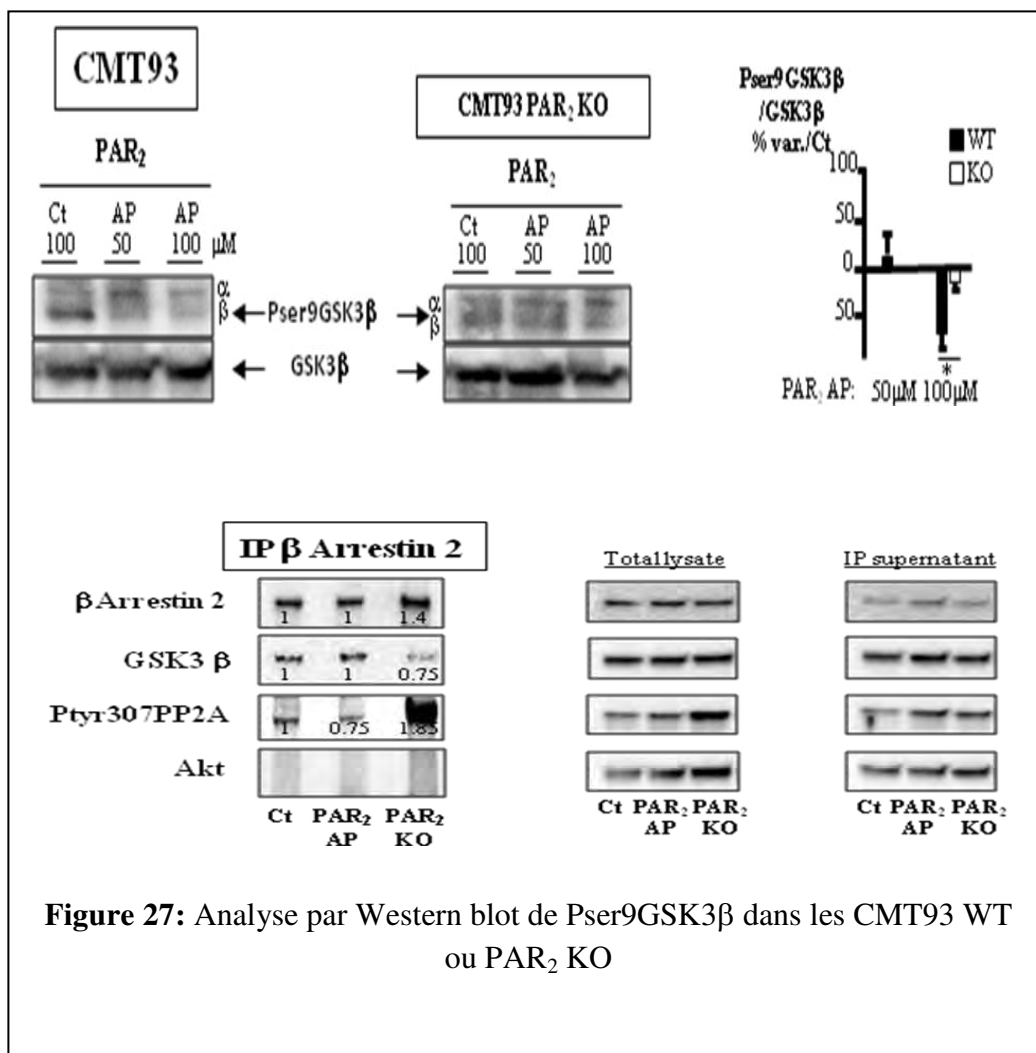 CMT93
PAR₂
Ct AP AP
100 50 100 µM
α
β
Pser9GSK3β
GSK3β
CMT93 PAR₂ KO
PAR₂
Ct AP AP
100 50 100
α
β
Pser9GSK3β
/GSK3β
% var./Ct
WT
KO
100
50
0
50
*
PAR₂ AP: 50µM 100µM
IP β Arrestin 2
β Arrestin 2
1 1 1.4
GSK3 β
1 1 0.75
Ptyr307PP2A
1 0.75 1.85
Akt
Ct PAR₂ PAR₂
AP KO
Total lysate
Ct PAR₂ PAR₂
AP KO
IP supernatant
Ct PAR₂ PAR₂
AP KO
Figure 27: Analyse par Western blot de Pser9GSK3β dans les CMT93 WT
ou PAR₂ KO